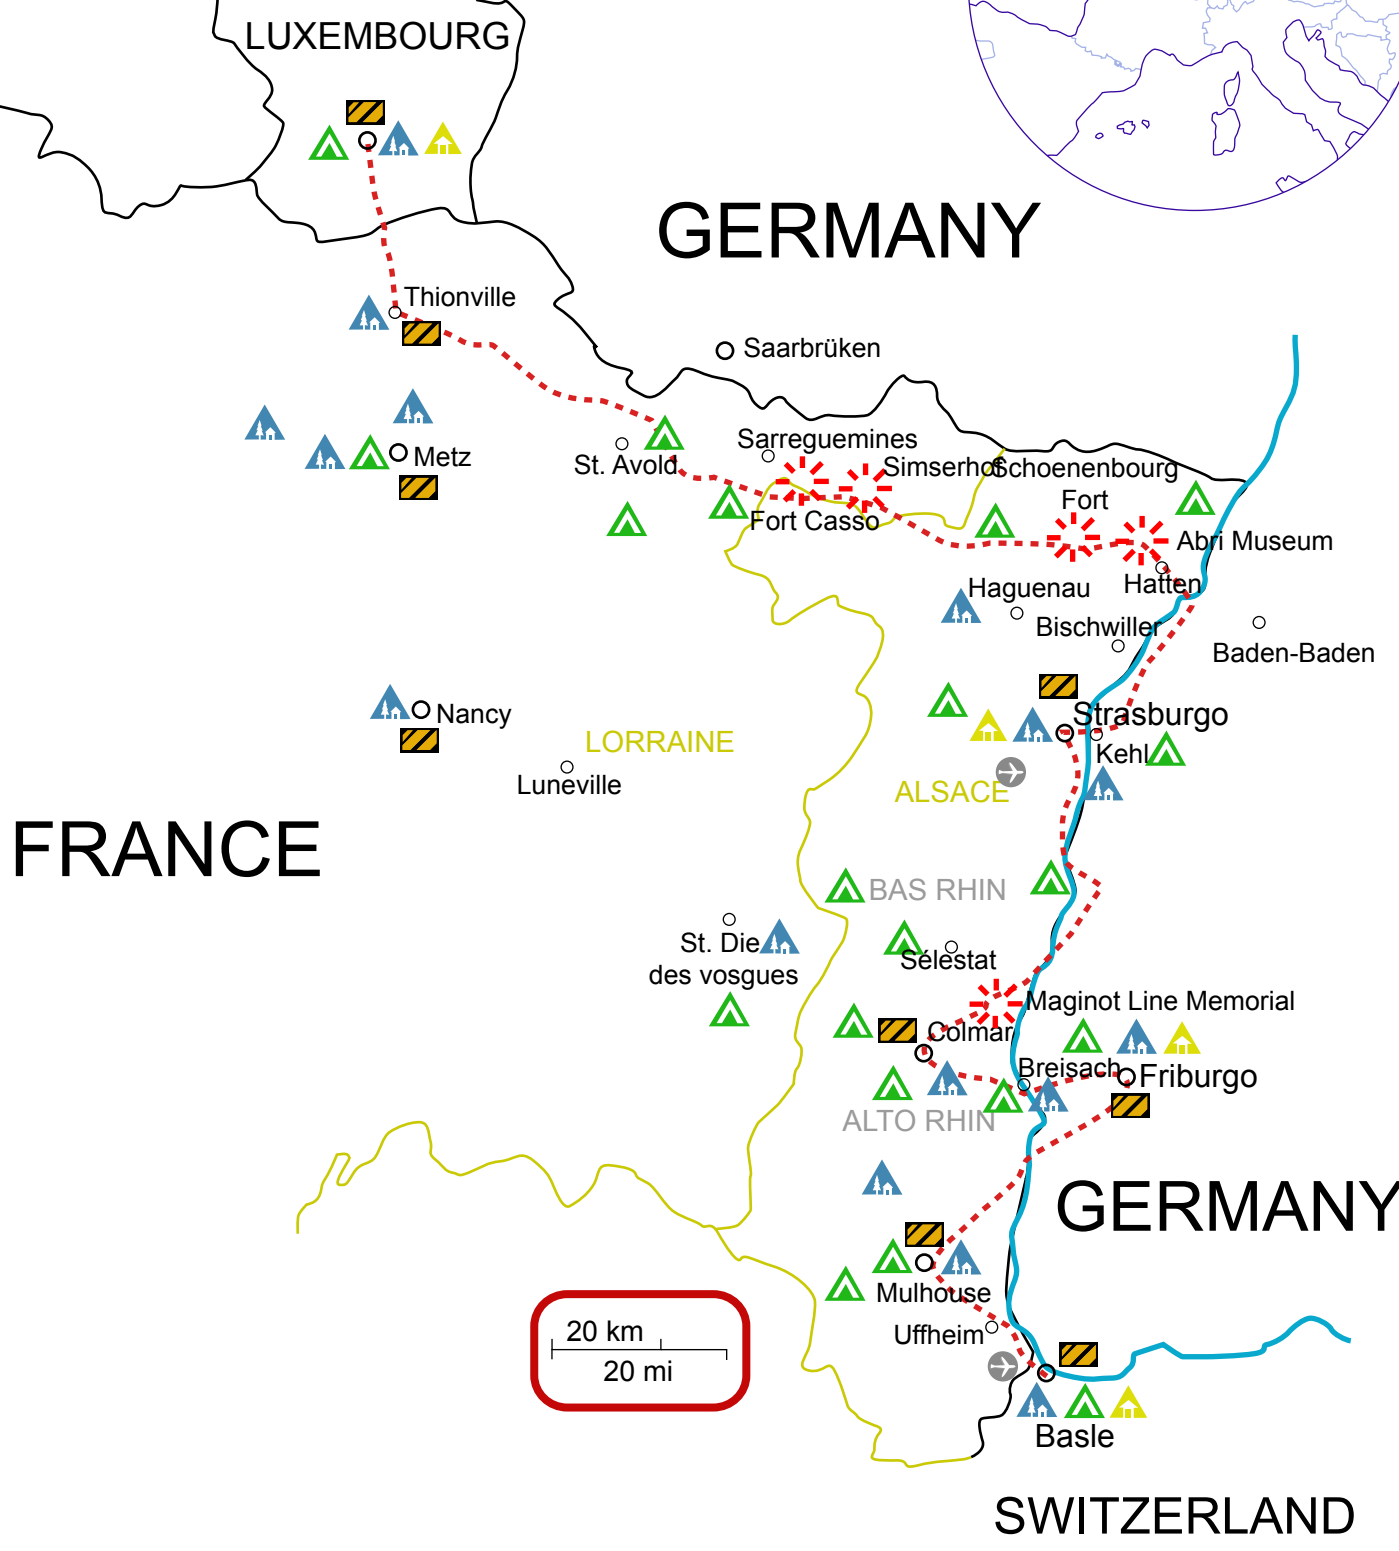 LUXEMBOURG
GERMANY
Thionville
Saarbrüken
Sarreguemines
Metz
St. Avold
Simserhof
Schoenenbourg
Fort
Fort Casso
Abri Museum
Hatten
Haguenau
Bischwiller
Baden-Baden
Nancy
Strasburgo
LORRAINE
Kehl
Luneville
ALSACE
FRANCE
BAS RHIN
St. Die
des vosgues
Sélestat
Maginot Line Memorial
Colmar
Breisach
Friburgo
ALTO RHIN
GERMANY
Mulhouse
20 km
Uffheim
20 mi
Basle
SWITZERLAND